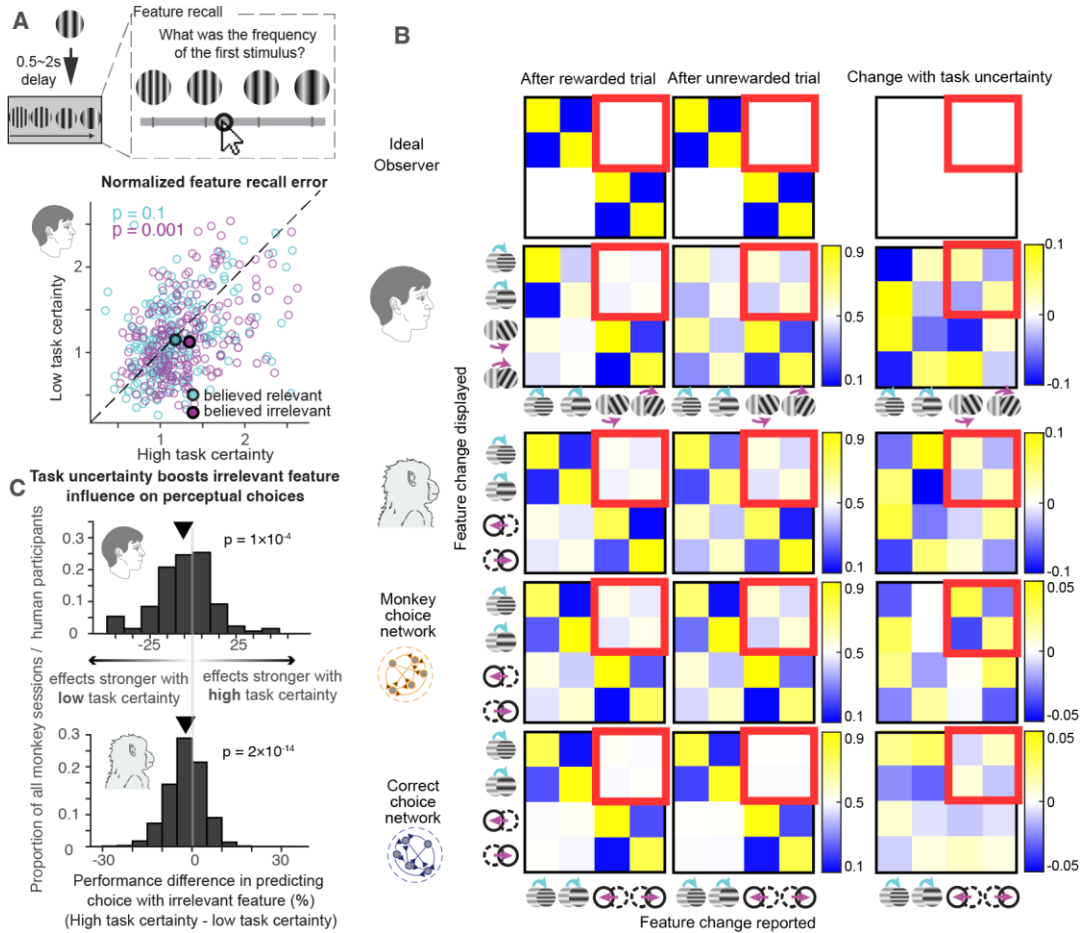 A
Feature recall
What was the frequency
of the first stimulus?
0.5~2s
delay
Normalized feature recall error
p = 0.1
p = 0.001
Low task certainty
2
1
believed relevant
believed irrelevant
1
2
High task certainty
C
Task uncertainty boosts irrelevant feature
influence on perceptual choices
Proportion of all monkey sessions / human participants
0.3
0.2
0.1
0
p = 1×10-4
-25
25
effects stronger with
low task certainty
effects stronger with
high task certainty
0.3
0.2
0.1
0
p = 2×10-14
-30
0
30
Performance difference in predicting
choice with irrelevant feature (%)
(High task certainty - low task certainty)
B
After rewarded trial
After unrewarded trial
Change with task uncertainty
Ideal
Observer
Feature change displayed
0.9
0.5
0.1
0.1
0
-0.1
0.9
0.5
0.1
0.1
0
-0.1
Monkey
choice
network
0.9
0.5
0.1
0.05
0
-0.05
Correct
choice
network
0.9
0.5
0.1
0.05
0
-0.05
Feature change reported